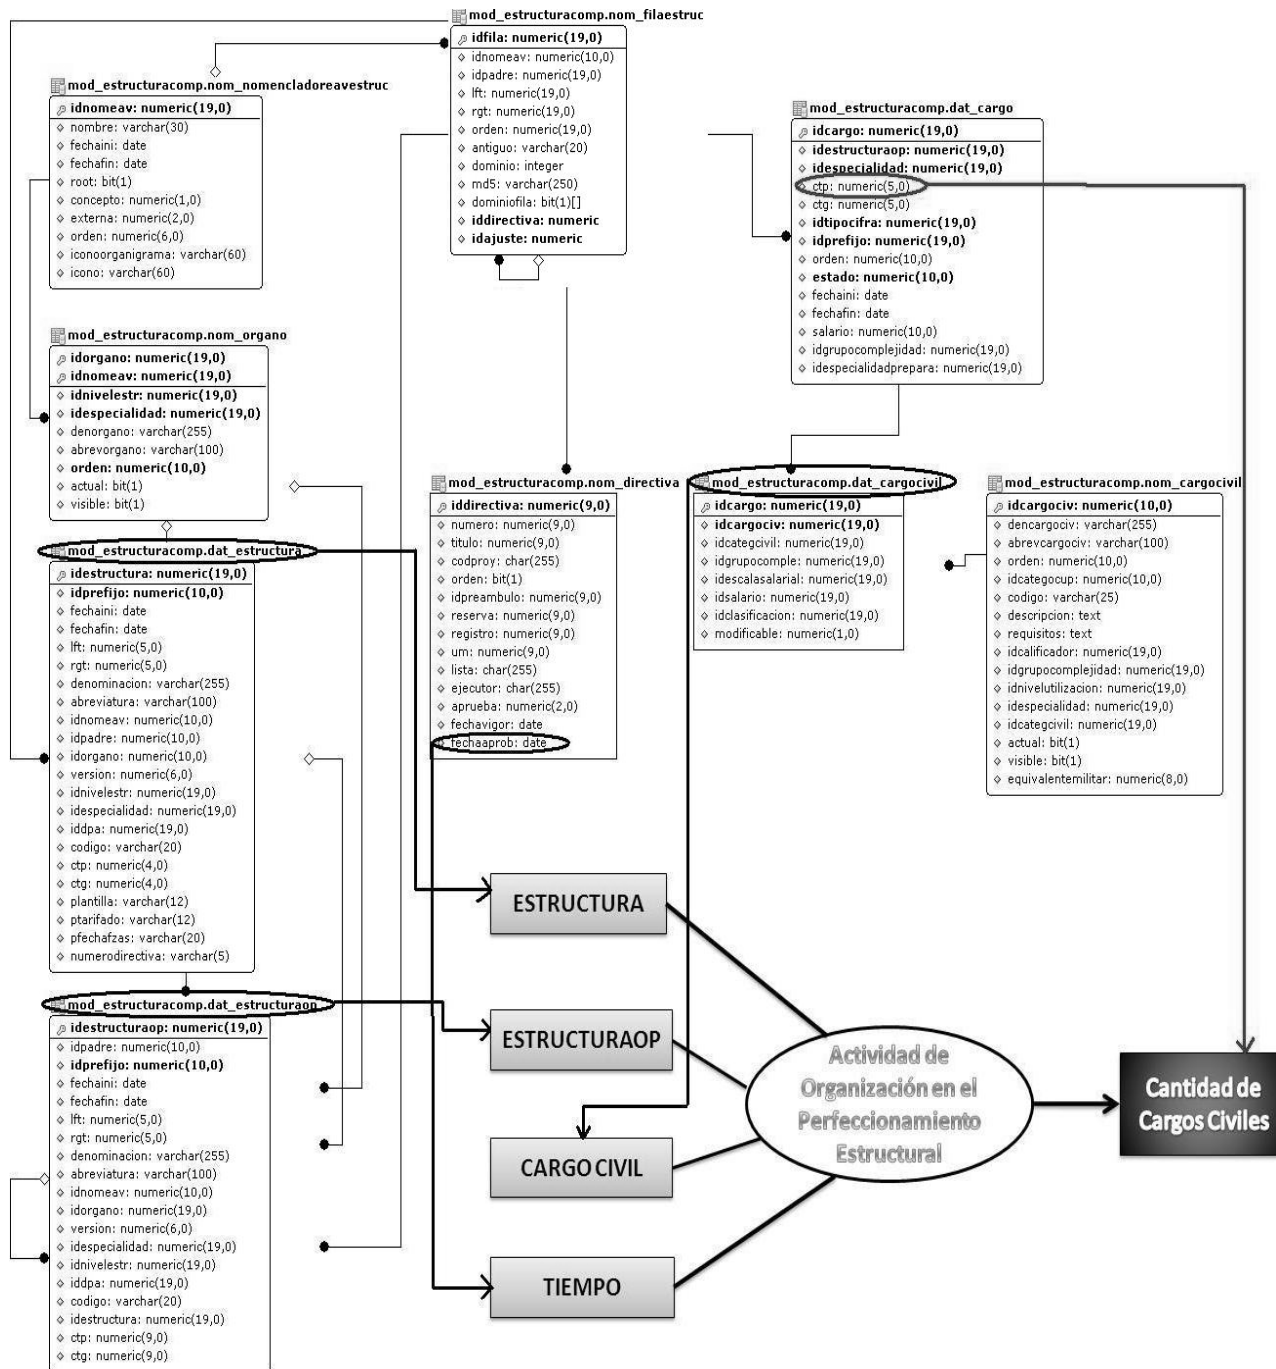 mod_estructuracomp.nom_filaestruc
idfila: numeric(19,0)
idnomeav: numeric(10,0)
idpadre: numeric(19,0)
lft: numeric(19,0)
rgt: numeric(19,0)
orden: numeric(19,0)
antiguo: varchar(20)
dominio: integer
md5: varchar(250)
dominiofila: bit(1)[]
iddirectiva: numeric
idajuste: numeric
mod_estructuracomp.nom_nomencladoreavestruc
idnomeav: numeric(19,0)
nombre: varchar(30)
fechaini: date
fechafin: date
root: bit(1)
concepto: numeric(1,0)
externa: numeric(2,0)
orden: numeric(6,0)
iconoorganigrama: varchar(60)
icono: varchar(60)
mod_estructuracomp.dat_cargo
idcargo: numeric(19,0)
idestructuraop: numeric(19,0)
idespecialidad: numeric(19,0)
ctp: numeric(5,0)
ctg: numeric(5,0)
idtipocifra: numeric(19,0)
idprefijo: numeric(19,0)
orden: numeric(10,0)
estado: numeric(10,0)
fechaini: date
fechafin: date
salario: numeric(10,0)
idgrupocomplejidad: numeric(19,0)
idespecialidadprepara: numeric(19,0)
mod_estructuracomp.nom_organo
idorgano: numeric(19,0)
idnomeav: numeric(19,0)
idnivelestr: numeric(19,0)
idespecialidad: numeric(19,0)
denorgano: varchar(255)
abrevorgano: varchar(100)
orden: numeric(10,0)
actual: bit(1)
visible: bit(1)
mod_estructuracomp.nom_directiva
iddirectiva: numeric(9,0)
numero: numeric(9,0)
titulo: numeric(9,0)
codproy: char(255)
orden: bit(1)
idpreambulo: numeric(9,0)
reserva: numeric(9,0)
registro: numeric(9,0)
um: numeric(9,0)
lista: char(255)
ejecutor: char(255)
aprueba: numeric(2,0)
fechavigor: date
fechaaprob: date
mod_estructuracomp.dat_cargocivil
idcargo: numeric(19,0)
idcargociv: numeric(19,0)
idcategcivil: numeric(19,0)
idgrupocomple: numeric(19,0)
idescalasalarial: numeric(19,0)
idsalario: numeric(19,0)
idclasificacion: numeric(19,0)
modificable: numeric(1,0)
mod_estructuracomp.nom_cargocivil
idcargociv: numeric(10,0)
dencargociv: varchar(255)
abrevcargociv: varchar(100)
orden: numeric(10,0)
idcategocup: numeric(10,0)
codigo: varchar(25)
descripcion: text
requisitos: text
idcalificador: numeric(19,0)
idgrupocomplejidad: numeric(19,0)
idnivelutilizacion: numeric(19,0)
idespecialidad: numeric(19,0)
idcategcivil: numeric(19,0)
actual: bit(1)
visible: bit(1)
equivalentemilitar: numeric(8,0)
mod_estructuracomp.dat_estructura
idestructura: numeric(19,0)
idprefijo: numeric(10,0)
fechaini: date
fechafin: date
lft: numeric(5,0)
rgt: numeric(5,0)
denominacion: varchar(255)
abreviatura: varchar(100)
idnomeav: numeric(10,0)
idpadre: numeric(10,0)
idorgano: numeric(10,0)
version: numeric(6,0)
idnivelestr: numeric(19,0)
idespecialidad: numeric(19,0)
iddpa: numeric(19,0)
codigo: varchar(20)
ctp: numeric(4,0)
ctg: numeric(4,0)
plantilla: varchar(12)
ptarifado: varchar(12)
pfechafzas: varchar(20)
numerodirectiva: varchar(5)
mod_estructuracomp.dat_estructuraop
idestructuraop: numeric(19,0)
idpadre: numeric(10,0)
idprefijo: numeric(10,0)
fechaini: date
fechafin: date
lft: numeric(5,0)
rgt: numeric(5,0)
denominacion: varchar(255)
abreviatura: varchar(100)
idnomeav: numeric(10,0)
idorgano: numeric(19,0)
version: numeric(6,0)
idespecialidad: numeric(19,0)
idnivelestr: numeric(19,0)
iddpa: numeric(19,0)
codigo: varchar(20)
idestructura: numeric(19,0)
ctp: numeric(9,0)
ctg: numeric(9,0)
ESTRUCTURA
ESTRUCTURAOP
CARGO CIVIL
TIEMPO
Actividad de
Organización en el
Perfeccionamiento
Estructural
Cantidad de
Cargos Civiles